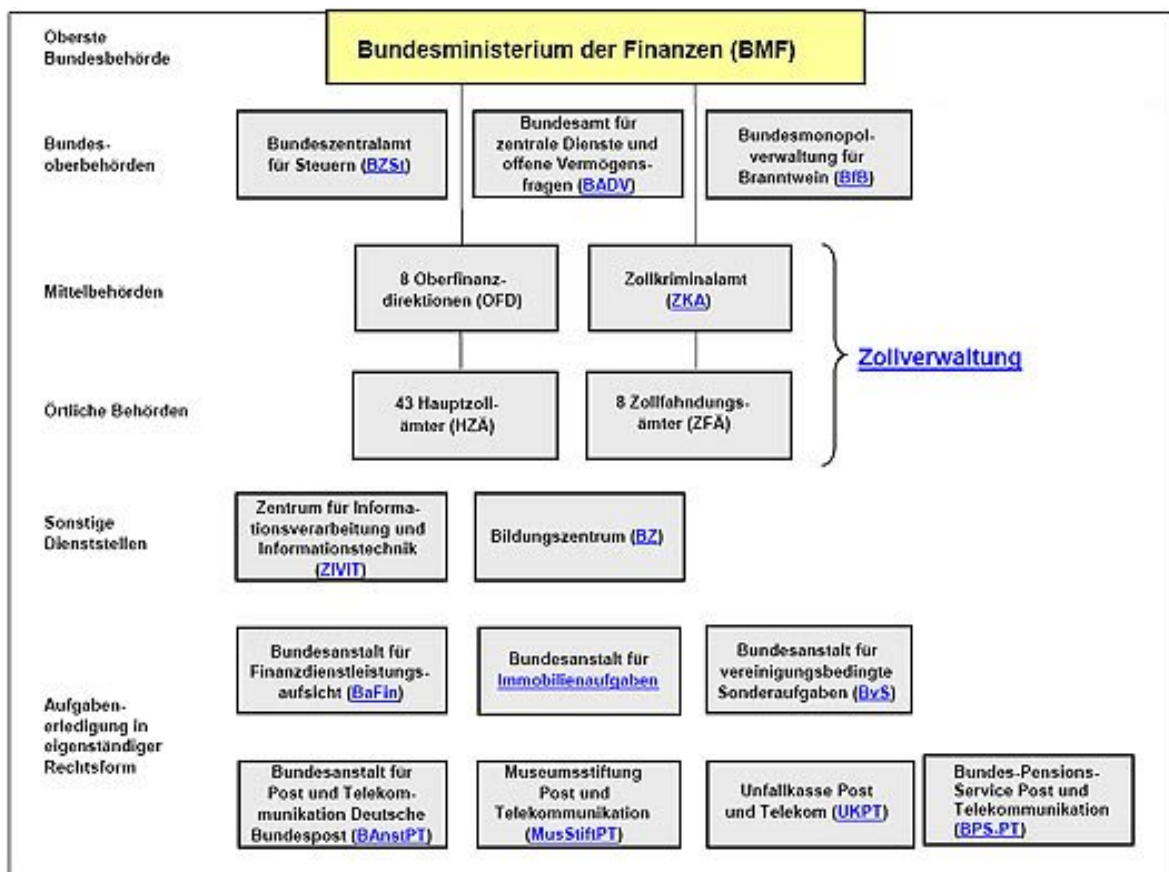 Oberste
Bundesbehörde
Bundesministerium der Finanzen (BMF)
Bundes-
oberbehörden
Bundeszentralamt
für Steuern (BZSt)
Bundesamt für
zentrale Dienste und
offene Vermögens-
fragen (BADV)
Bundesmonopol-
verwaltung für
Branntwein (BfB)
Mittelbehörden
8 Oberfinanz-
direktionen (OFD)
Zollkriminalamt
(ZKA)
Zollverwaltung
Örtliche Behörden
43 Hauptzoll-
ämter (HZÄ)
8 Zollfahndungs-
ämter (ZFÄ)
Sonstige
Dienststellen
Zentrum für Informa-
tionsverarbeitung und
Informationstechnik
(ZIVIT)
Bildungszentrum (BZ)
Aufgaben-
erledigung in
eigenständiger
Rechtsform
Bundesanstalt für
Finanzdienstleistungs-
aufsicht (BaFin)
Bundesanstalt für
Immobilienaufgaben
Bundesanstalt für
vereinigungsbedingte
Sonderaufgaben (BvS)
Bundesanstalt für
Post und Telekom-
munikation Deutsche
Bundespost (BAnstPT)
Museumsstiftung
Post und
Telekommunikation
(MusStiftPT)
Unfallkasse Post
und Telekom (UKPT)
Bundes-Pensions-
Service Post und
Telekommunikation
(BPS-PT)